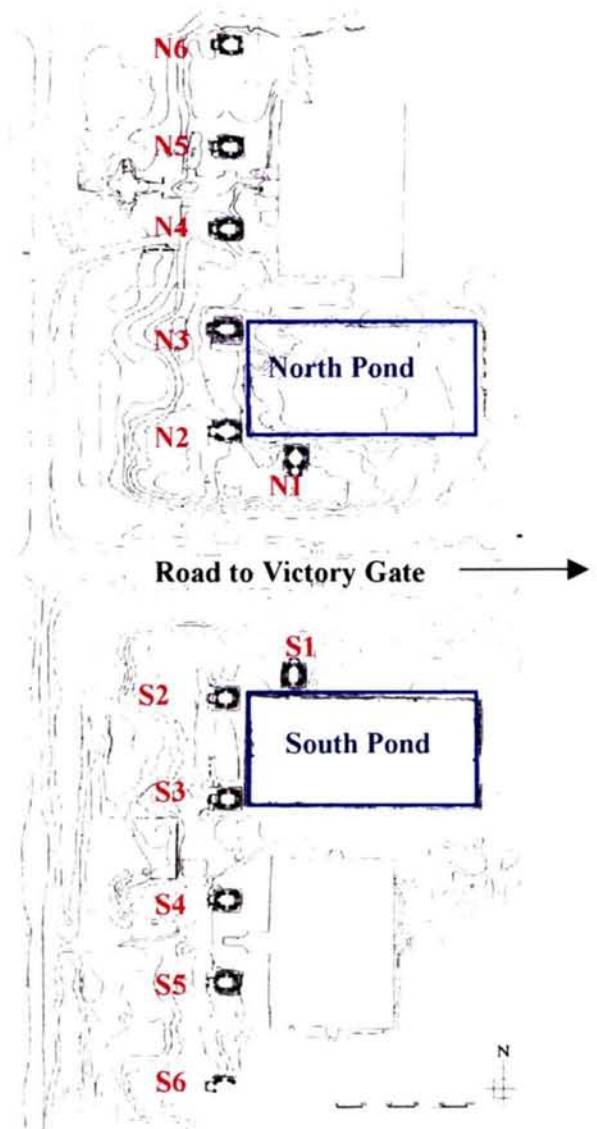 N6
N5
N4
N3
North Pond
N2
N1
Road to Victory Gate
S1
S2
South Pond
S3
S4
S5
N
S6